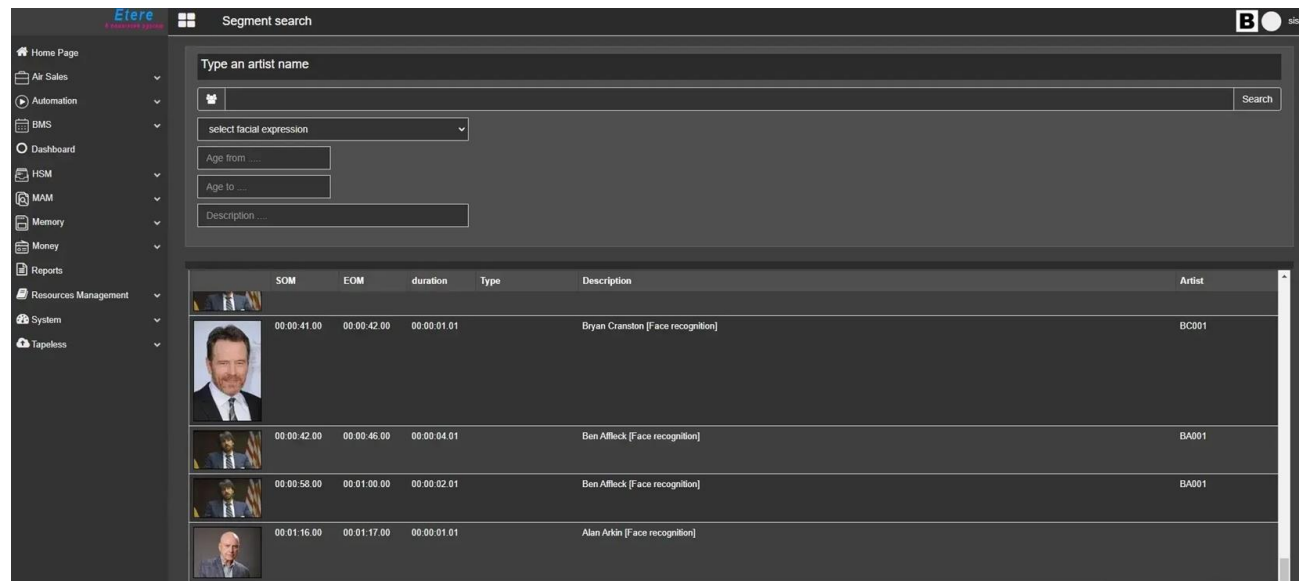 Etere
Segment search
B
sis
Home Page
Air Sales
Automation
BMS
Dashboard
HSM
MAM
Memory
Money
Reports
Resources Management
System
Tapeless
Type an artist name
Search
select facial expression
Age from .....
Age to ....
Description ....
SOM EOM duration Type Description Artist
00:00:41.00 00:00:42.00 00:00:01.01 Bryan Cranston [Face recognition] BC001
00:00:42.00 00:00:46.00 00:00:04.01 Ben Affleck [Face recognition] BA001
00:00:58.00 00:01:00.00 00:00:02.01 Ben Affleck [Face recognition] BA001
00:01:16.00 00:01:17.00 00:00:01.01 Alan Arkin [Face recognition]